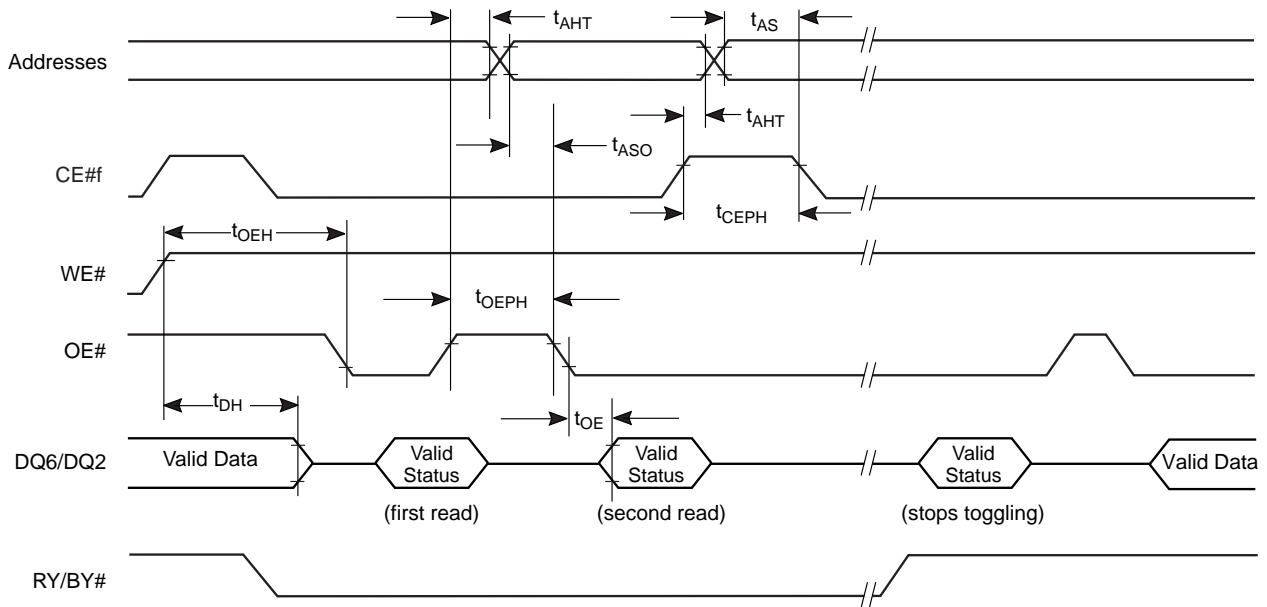 tAHT
tAS
Addresses
tAHT
tASO
CE#f
tCEPH
tOEH
WE#
tOEPH
OE#
tDH
tOE
DQ6/DQ2
Valid Data
Valid
Status
Valid
Status
Valid
Status
Valid Data
(first read)
(second read)
(stops toggling)
RY/BY#